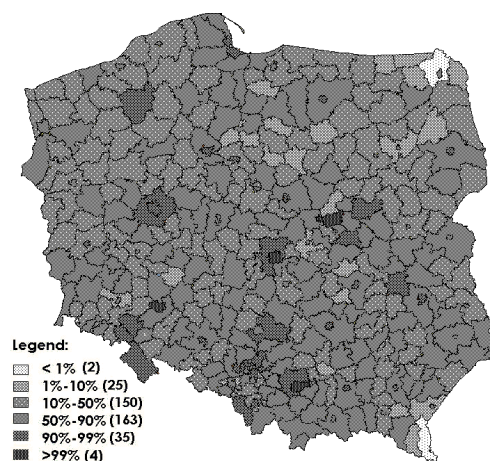 Legend:
< 1% (2)
1%-10% (25)
10%-50% (150)
50%-90% (163)
90%-99% (35)
>99% (4)